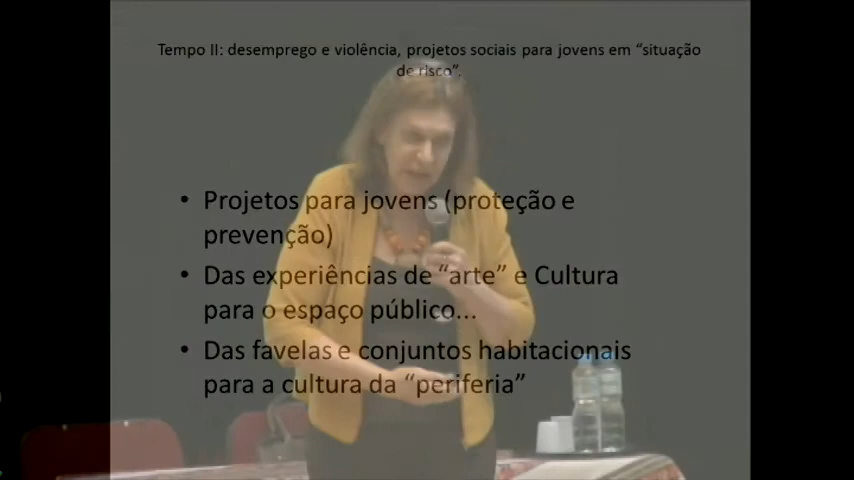 Tempo II: desemprego e violência, projetos sociais para jovens em “situação
de risco”.
• Projetos para jovens (proteção e
prevenção)
• Das experiências de “arte” e Cultura
para o espaço público...
• Das favelas e conjuntos habitacionais
para a cultura da “periferia”